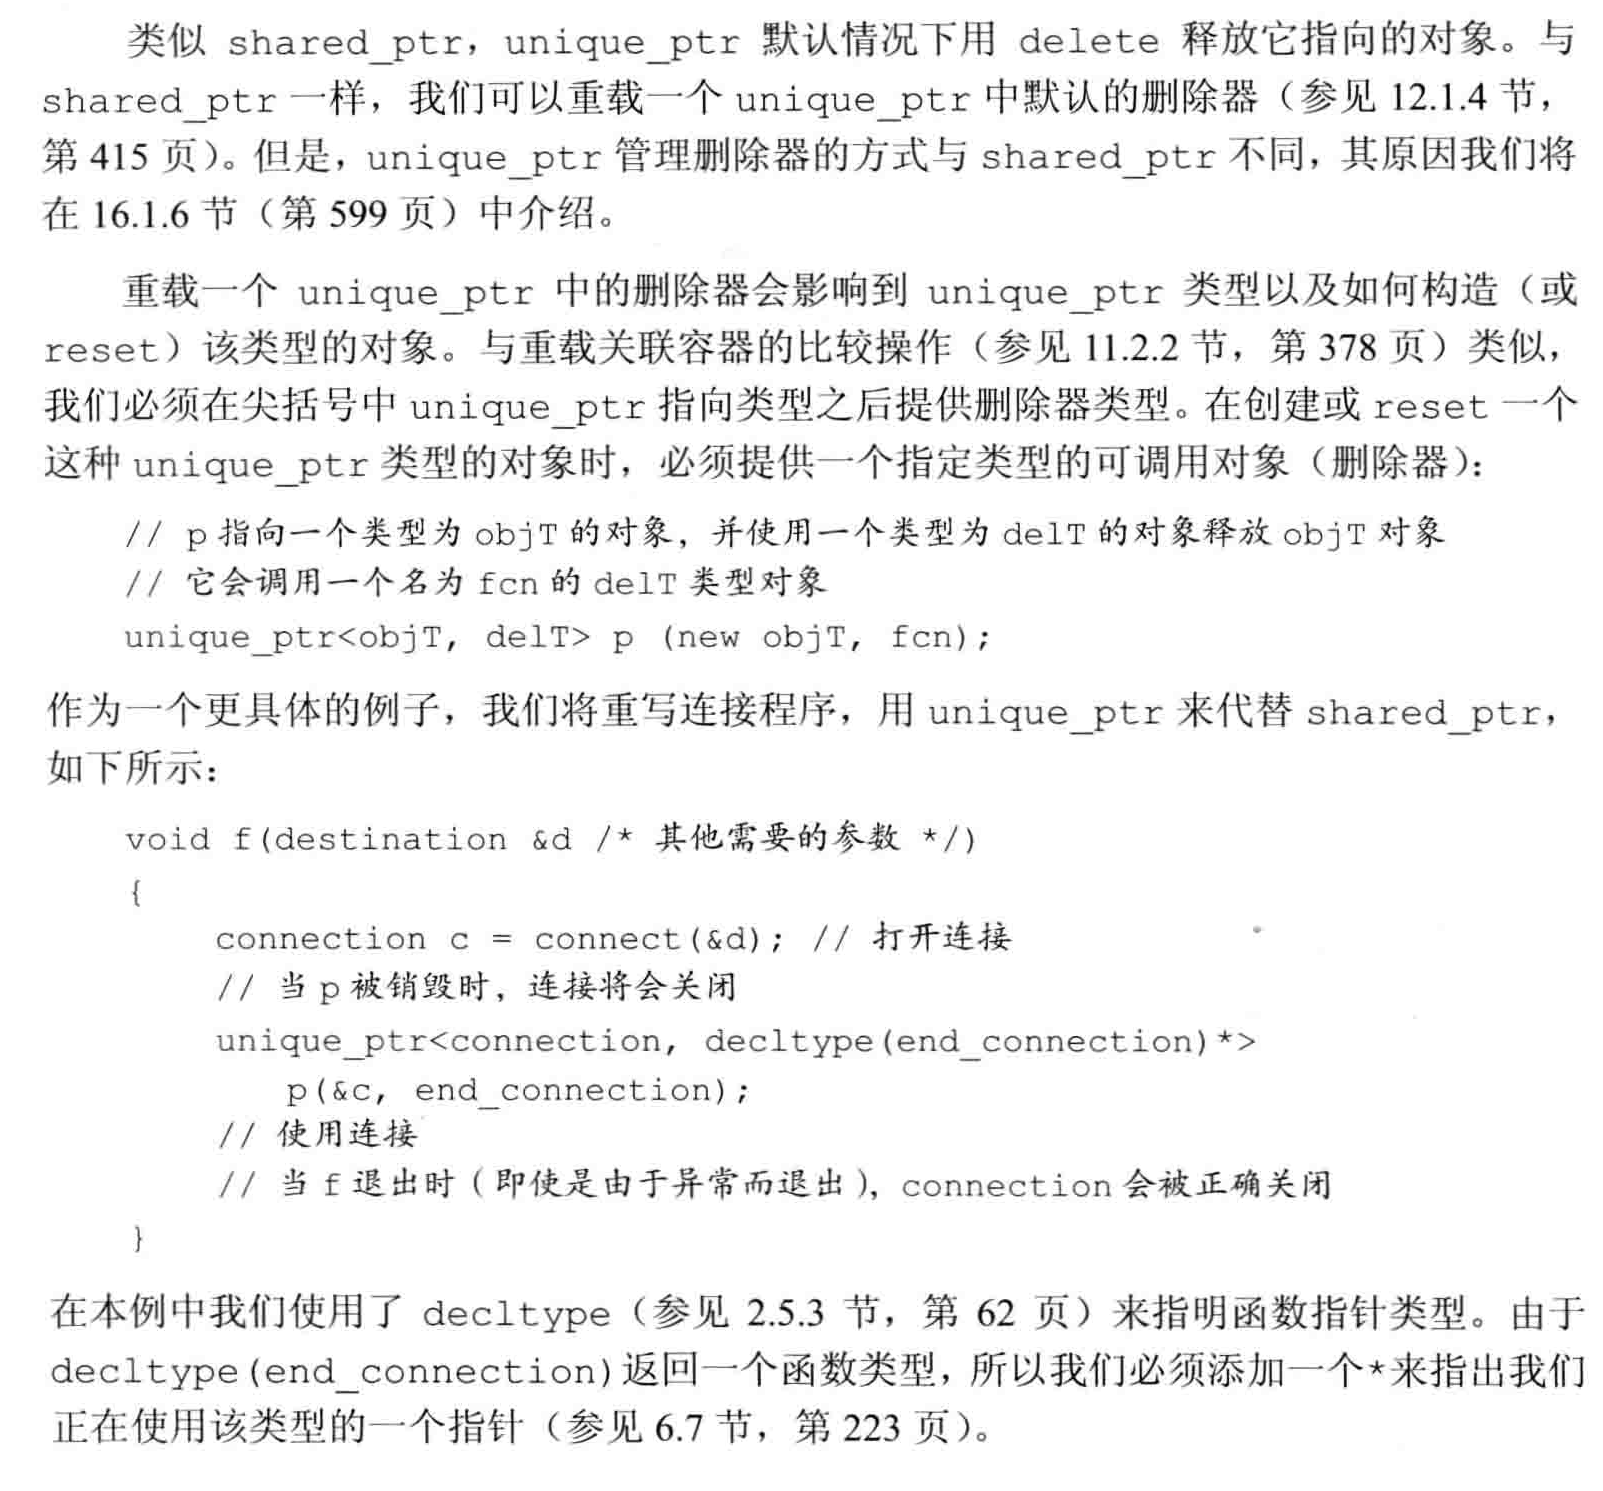 类似 shared_ptr，unique_ptr 默认情况下用 delete 释放它指向的对象。与
shared_ptr 一样，我们可以重载一个 unique_ptr 中默认的删除器（参见 12.1.4 节，
第 415 页）。但是，unique_ptr 管理删除器的方式与 shared_ptr 不同，其原因我们将
在 16.1.6 节（第 599 页）中介绍。
重载一个 unique_ptr 中的删除器会影响到 unique_ptr 类型以及如何构造（或
reset）该类型的对象。与重载关联容器的比较操作（参见 11.2.2 节，第 378 页）类似，
我们必须在尖括号中 unique_ptr 指向类型之后提供删除器类型。在创建或 reset 一个
这种 unique_ptr 类型的对象时，必须提供一个指定类型的可调用对象（删除器）：
// p 指向一个类型为 objT 的对象，并使用一个类型为 delT 的对象释放 objT 对象
// 它会调用一个名为 fcn 的 delT 类型对象
unique_ptr<objT, delT> p (new objT, fcn);
作为一个更具体的例子，我们将重写连接程序，用 unique_ptr 来代替 shared_ptr，
如下所示：
void f(destination &d /* 其他需要的参数 */)
{
connection c = connect(&d); // 打开连接
// 当 p 被销毁时，连接将会关闭
unique_ptr<connection, decltype(end_connection)*>
p(&c, end_connection);
// 使用连接
// 当 f 退出时（即使是由于异常而退出），connection 会被正确关闭
}
在本例中我们使用了 decltype（参见 2.5.3 节，第 62 页）来指明函数指针类型。由于
decltype(end_connection)返回一个函数类型，所以我们必须添加一个*来指出我们
正在使用该类型的一个指针（参见 6.7 节，第 223 页）。